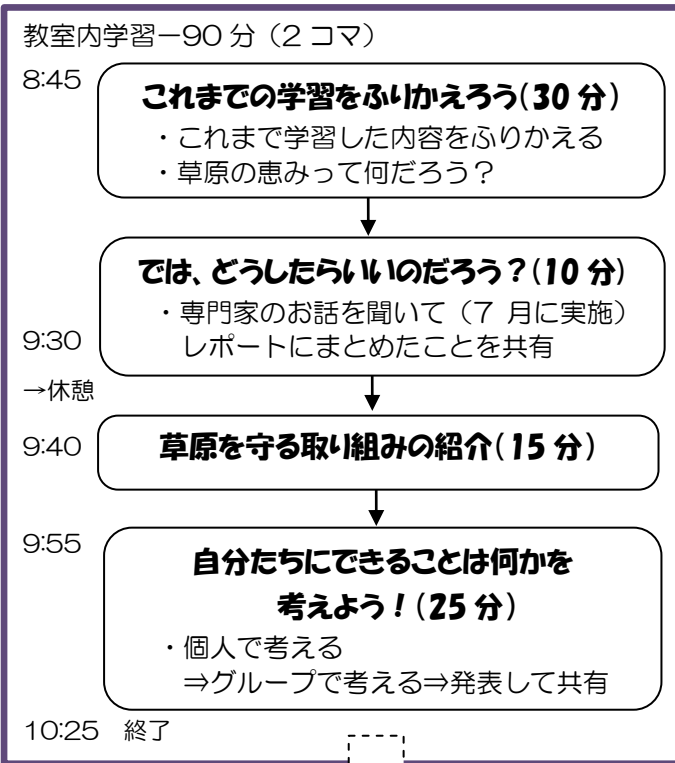 教室内学習－90 分（2 コマ）
8:45
これまでの学習をふりかえろう(30 分)
・これまで学習した内容をふりかえる
・草原の恵みって何だろう？
では、どうしたらいいのだろう？(10 分)
・専門家のお話を聞いて（7 月に実施）
9:30
レポートにまとめたことを共有
→休憩
9:40
草原を守る取り組みの紹介(15 分)
9:55
自分たちにできることは何かを
考えよう！(25 分)
・個人で考える
⇒グループで考える⇒発表して共有
10:25 終了